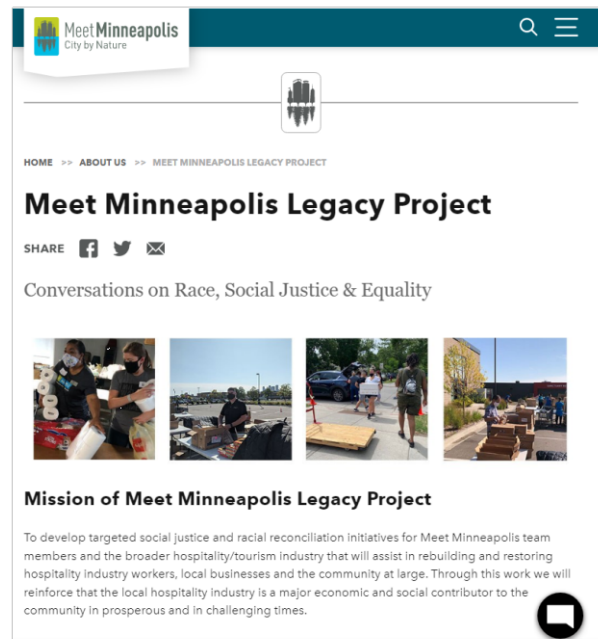 Meet Minneapolis
City by Nature
HOME >> ABOUT US >> MEET MINNEAPOLIS LEGACY PROJECT
Meet Minneapolis Legacy Project
SHARE
Conversations on Race, Social Justice & Equality
Mission of Meet Minneapolis Legacy Project
To develop targeted social justice and racial reconciliation initiatives for Meet Minneapolis team
members and the broader hospitality/tourism industry that will assist in rebuilding and restoring
hospitality industry workers, local businesses and the community at large. Through this work we will
reinforce that the local hospitality industry is a major economic and social contributor to the
community in prosperous and in challenging times.